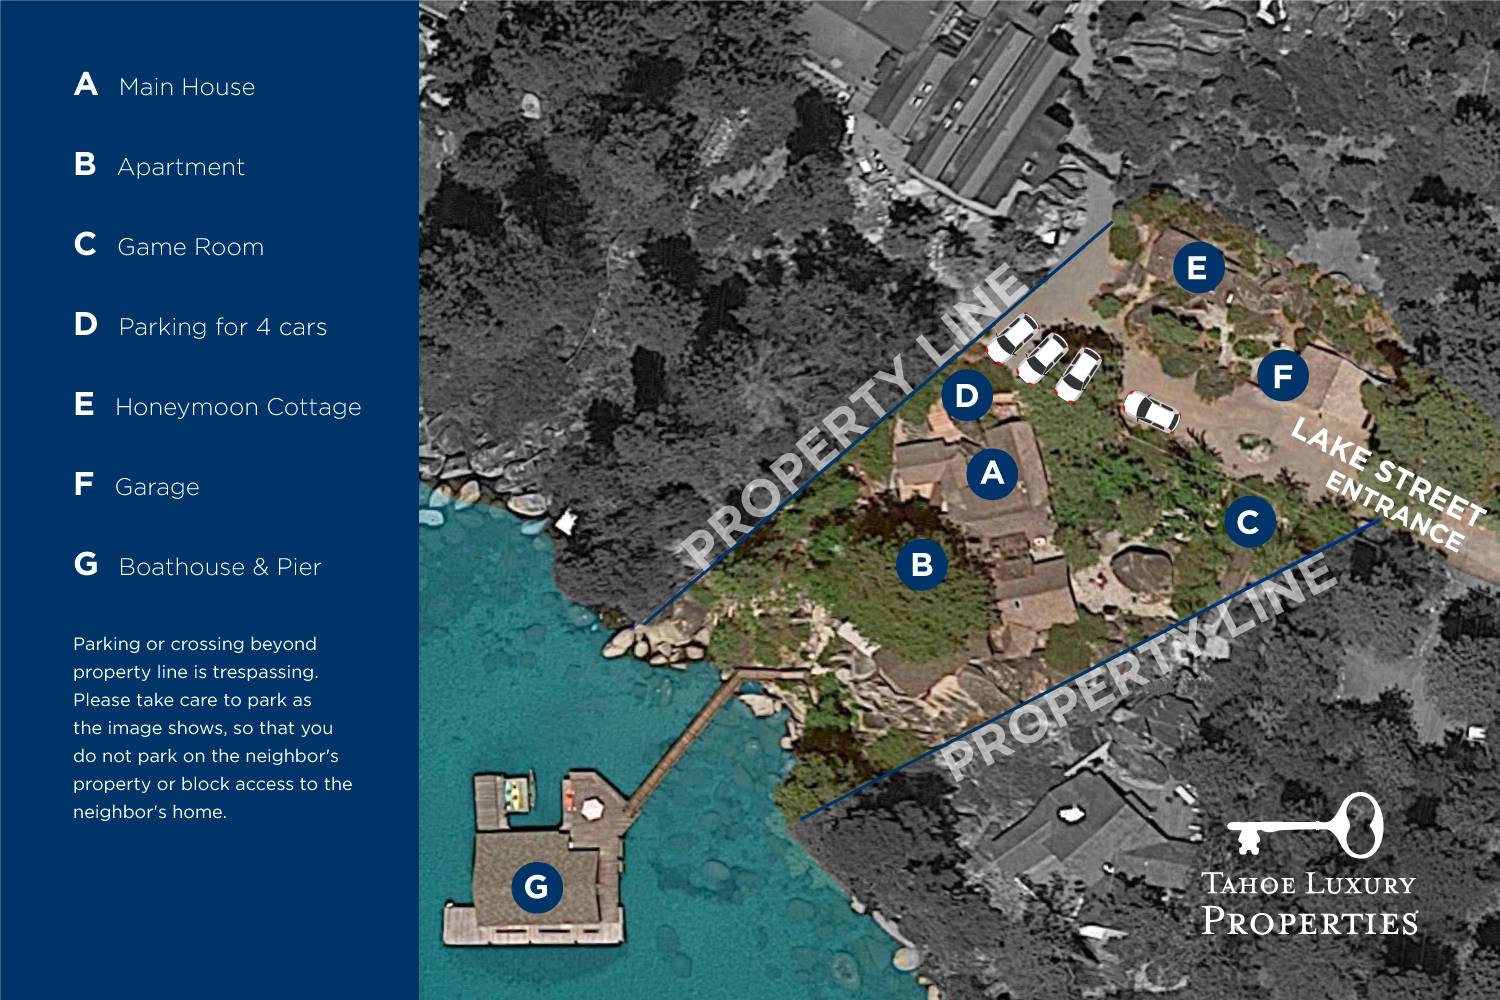 A Main House
B Apartment
C Game Room
D Parking for 4 cars
E Honeymoon Cottage
F Garage
G Boathouse & Pier
Parking or crossing beyond
property line is trespassing.
Please take care to park as
the image shows, so that you
do not park on the neighbor's
property or block access to the
neighbor's home.
PROPERTY LINE
E
F
D
A
C
B
G
LAKE STREET
ENTRANCE
PROPERTY LINE
TAHOE LUXURY
PROPERTIES